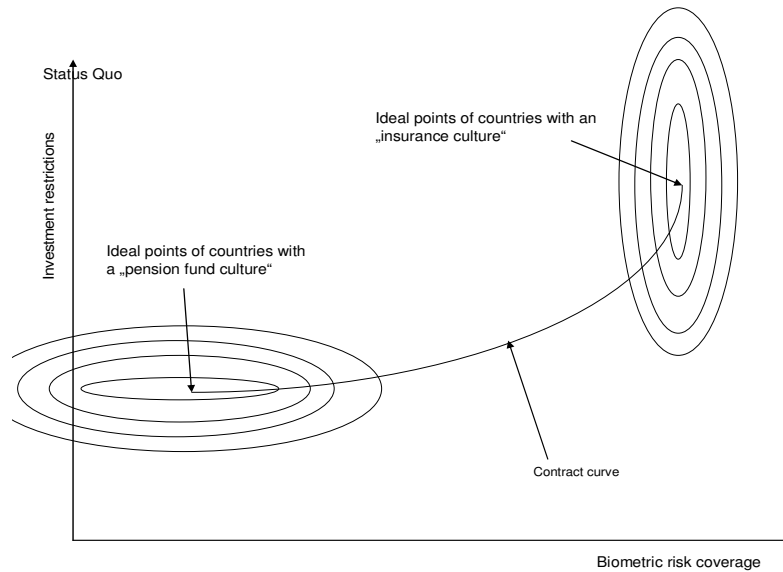 Status Quo
Investment restrictions
Ideal points of countries with an
„insurance culture“
Ideal points of countries with
a „pension fund culture“
Contract curve
Biometric risk coverage